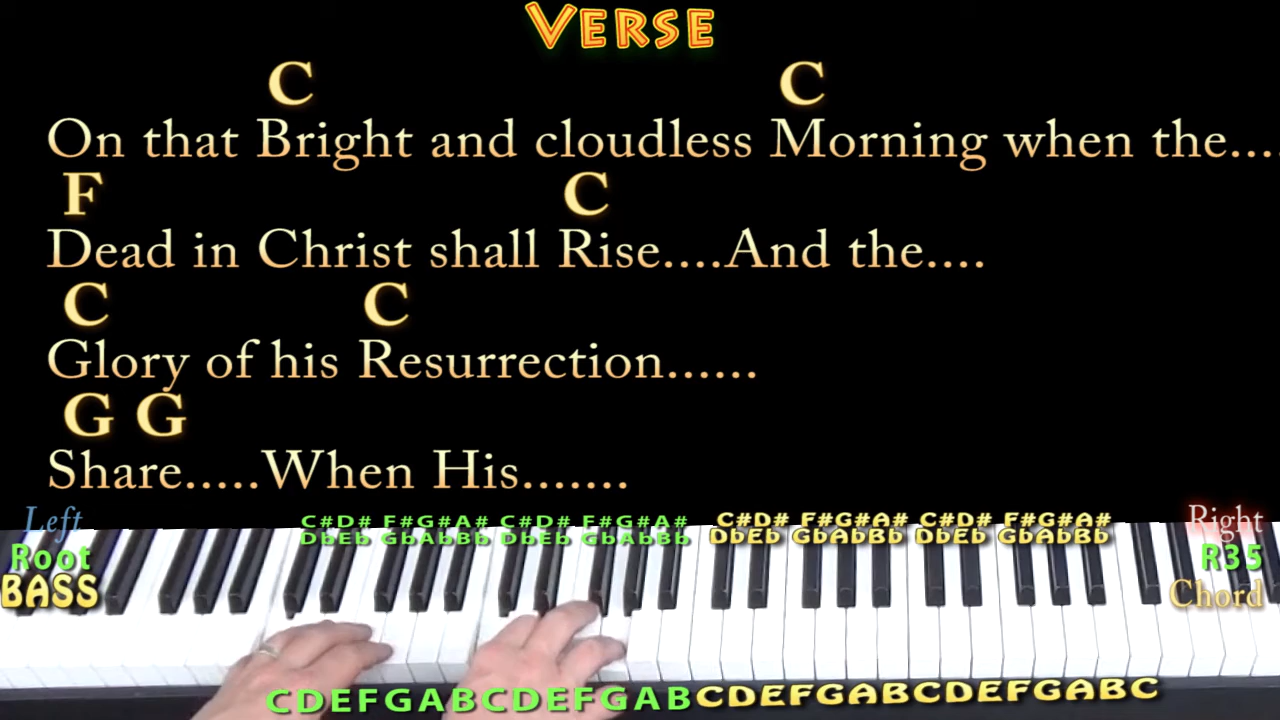 VERSE
C C
On that Bright and cloudless Morning when the....
F C
Dead in Christ shall Rise....And the....
C C
Glory of his Resurrection......
G G
Share.....When His.......
Left
Root
BASS
C#D# F#G#A# C#D# F#G#A# C#D# F#G#A# C#D# F#G#A#
DbEb GbAbBb DbEb GbAbBb DbEb GbAbBb DbEb GbAbBb
Right
R35
Chord
CDEFGABCDEFGABCDEFGABCDEFGABC